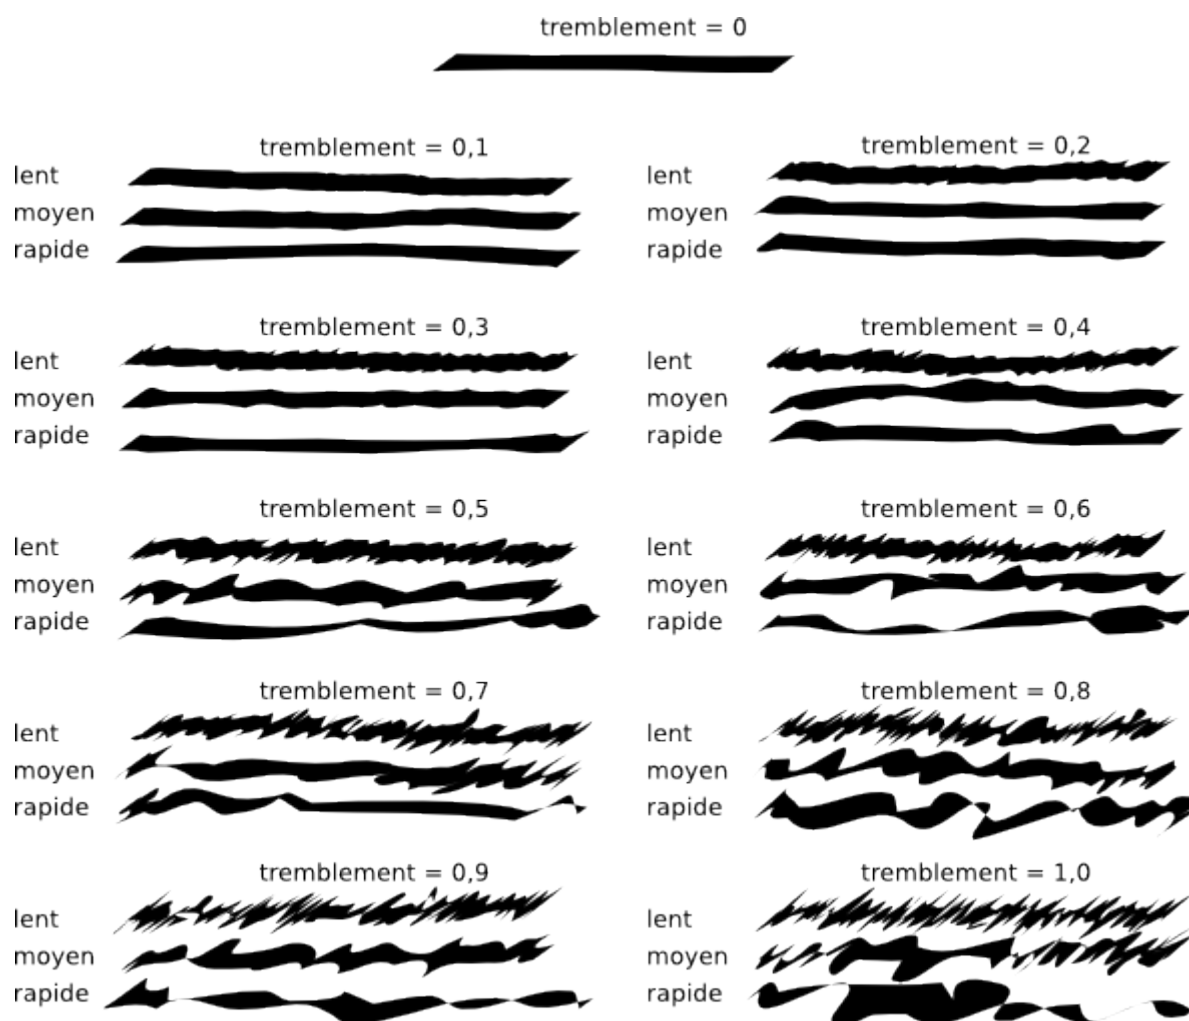 tremblement = 0
tremblement = 0,1
lent
moyen
rapide
tremblement = 0,2
lent
moyen
rapide
tremblement = 0,3
lent
moyen
rapide
tremblement = 0,4
lent
moyen
rapide
tremblement = 0,5
lent
moyen
rapide
tremblement = 0,6
lent
moyen
rapide
tremblement = 0,7
lent
moyen
rapide
tremblement = 0,8
lent
moyen
rapide
tremblement = 0,9
lent
moyen
rapide
tremblement = 1,0
lent
moyen
rapide